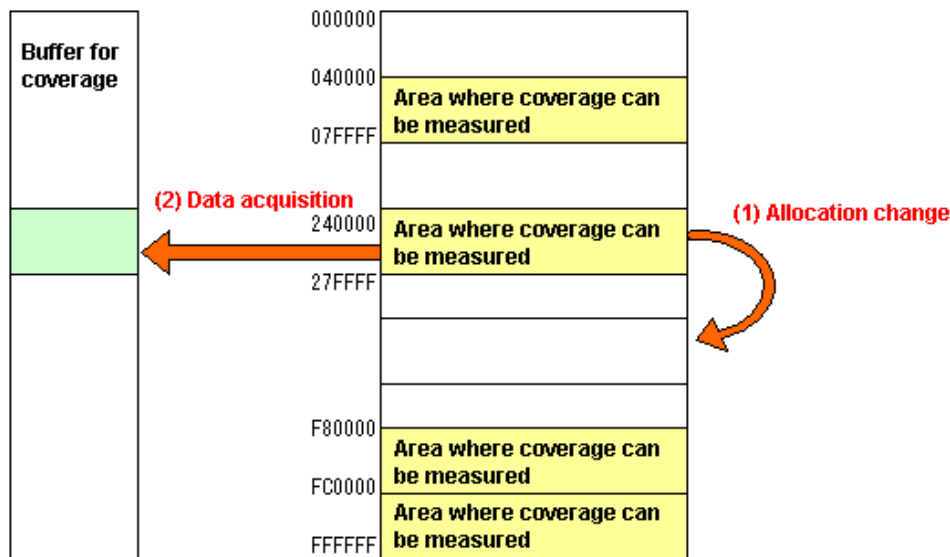 Buffer for
coverage
000000
040000
Area where coverage can
be measured
07FFFF
(2) Data acquisition
240000
Area where coverage can
be measured
(1) Allocation change
27FFFF
F80000
Area where coverage can
be measured
FC0000
Area where coverage can
be measured
FFFFFF